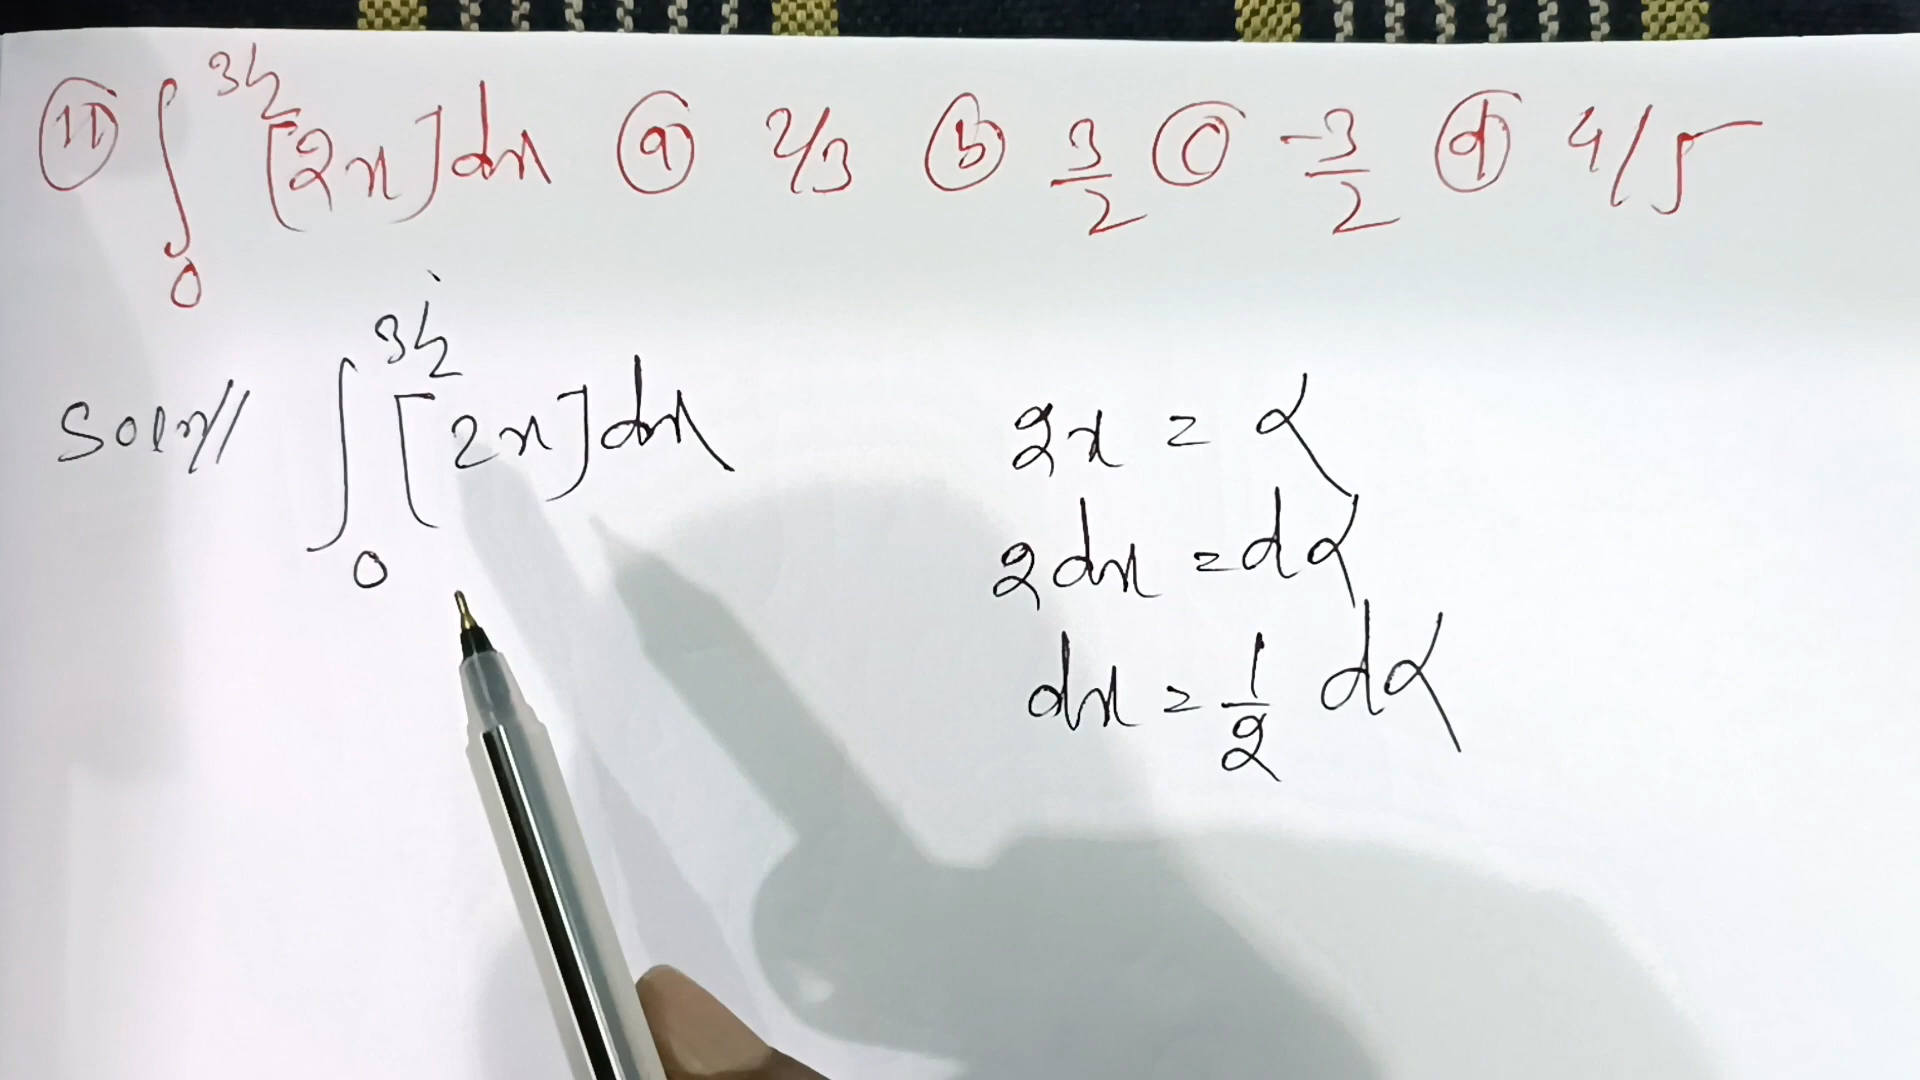 (11) ∫₀^{3/2} [2x] dx (a) 2/3 (b) 3/2 (c) -3/2 (d) 4/5
Soln// ∫₀^{3/2} [2x] dx
2x = α
2dx = dα
dx = 1/2 dα